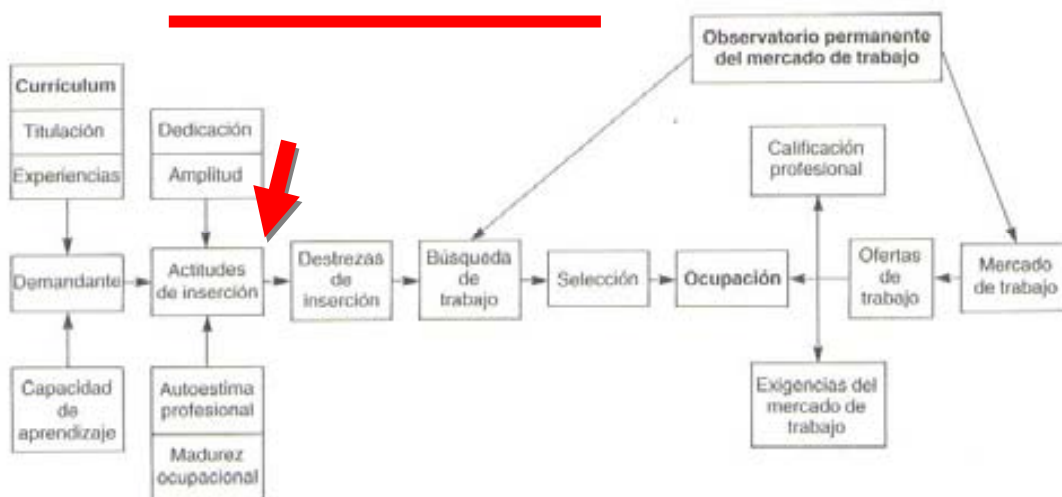 Observatorio permanente
del mercado de trabajo
Currículum
Titulación
Experiencias
Dedicación
Amplitud
Calificación
profesional
Demandante
Actitudes
de inserción
Destrezas
de
inserción
Búsqueda
de
trabajo
Selección
Ocupación
Ofertas
de
trabajo
Mercado
de trabajo
Capacidad
de
aprendizaje
Autoestima
profesional
Madurez
ocupacional
Exigencias del
mercado de
trabajo